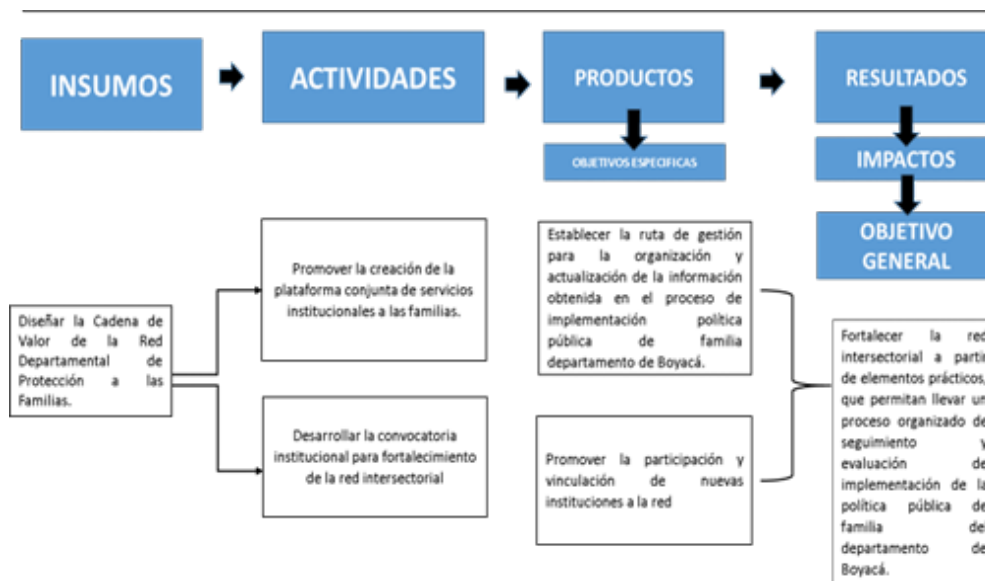 INSUMOS
ACTIVIDADES
PRODUCTOS
RESULTADOS
OBJETIVOS ESPECIFICAS
IMPACTOS
OBJETIVO
GENERAL
Diseñar la Cadena de
Valor de la Red
Departamental de
Protección a las
Familias.
Promover la creación de la
plataforma conjunta de servicios
institucionales a las familias.
Desarrollar la convocatoria
institucional para fortalecimiento
de la red intersectorial
Establecer la ruta de gestión
para la organización y
actualización de la información
obtenida en el proceso de
implementación política
pública de familia
departamento de Boyacá.
Promover la participación y
vinculación de nuevas
instituciones a la red
Fortalecer la red
intersectorial a partir
de elementos prácticos,
que permitan llevar un
proceso organizado de
seguimiento y
evaluación de
implementación de la
política pública de
familia del
departamento de
Boyacá.